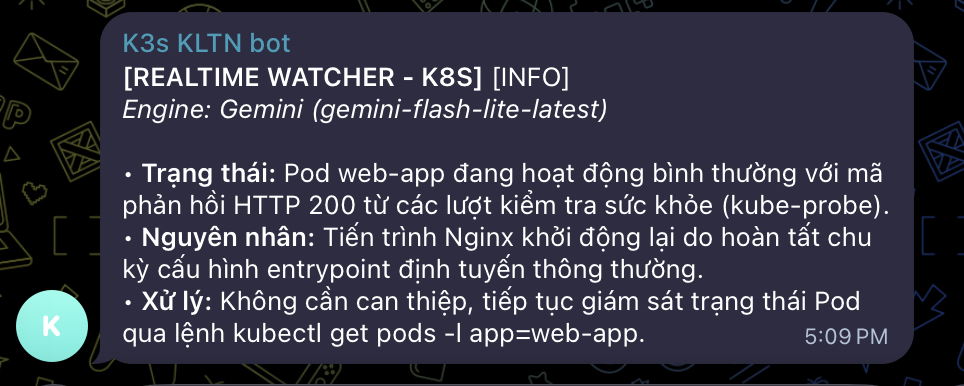 K3s KLTN bot
[REALTIME WATCHER - K8S] [INFO]
Engine: Gemini (gemini-flash-lite-latest)
• Trạng thái: Pod web-app đang hoạt động bình thường với mã
phản hồi HTTP 200 từ các lượt kiểm tra sức khỏe (kube-probe).
• Nguyên nhân: Tiến trình Nginx khởi động lại do hoàn tất chu
kỳ cấu hình entrypoint định tuyến thông thường.
• Xử lý: Không cần can thiệp, tiếp tục giám sát trạng thái Pod
qua lệnh kubectl get pods -l app=web-app.
5:09 PM
K